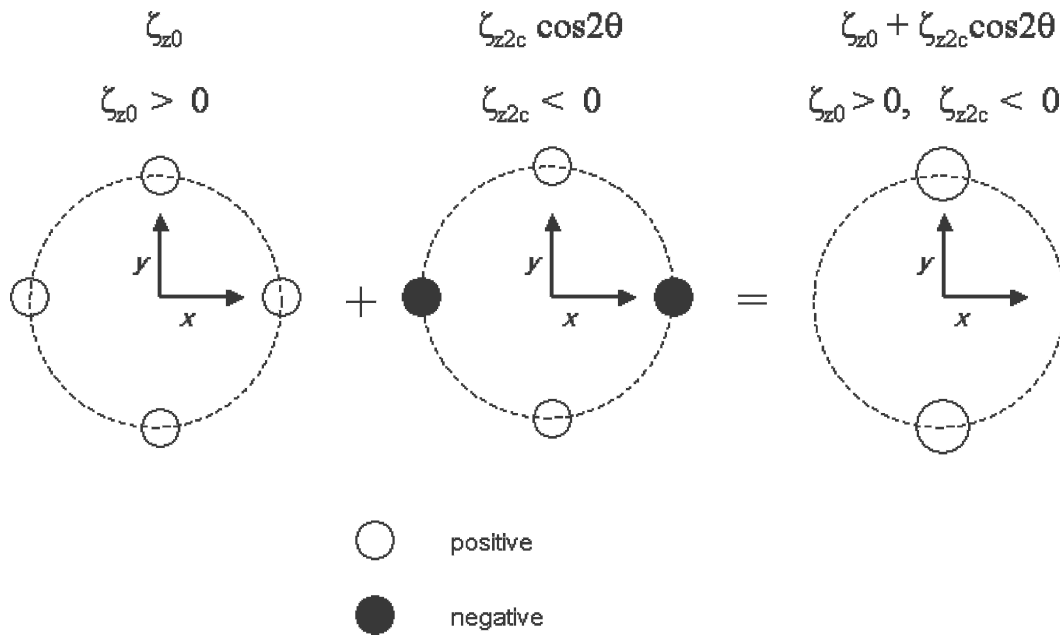 ζz0
ζz2c cos2θ
ζz0 + ζz2c cos2θ
ζz0 > 0
ζz2c < 0
ζz0 > 0, ζz2c < 0
y
x
+
y
x
=
y
x
positive
negative